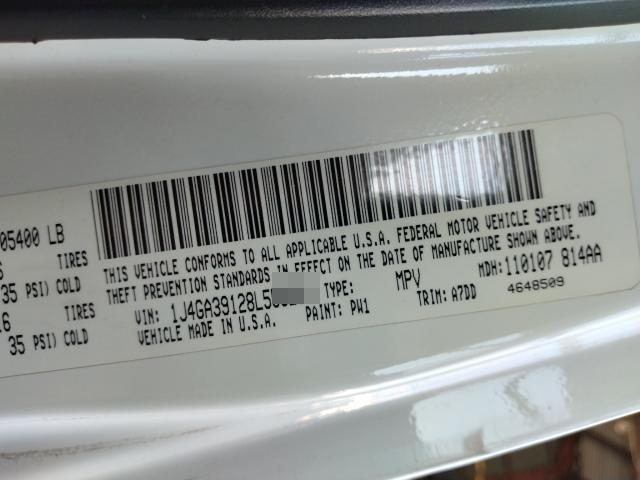 05400 LB
TIRES
35 PSI) COLD
16 TIRES
35 PSI) COLD
THIS VEHICLE CONFORMS TO ALL APPLICABLE U.S.A. FEDERAL MOTOR VEHICLE SAFETY AND
THEFT PREVENTION STANDARDS IN EFFECT ON THE DATE OF MANUFACTURE SHOWN ABOVE.
VIN: 1J4GA39128L5 TYPE: MPV MDH: 110107 814AA
VEHICLE MADE IN U.S.A. PAINT: PW1 TRIM: A7DD 4648509